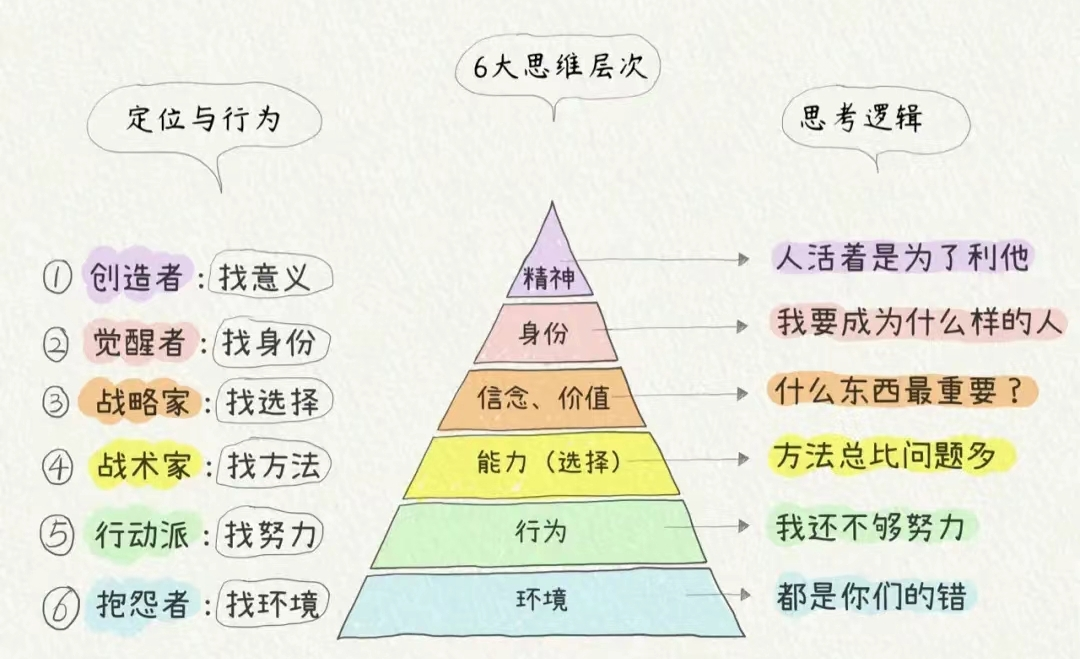 6大思维层次
定位与行为
思考逻辑
① 创造者：找意义
精神
人活着是为了利他
② 觉醒者：找身份
身份
我要成为什么样的人
③ 战略家：找选择
信念、价值
什么东西最重要？
④ 战术家：找方法
能力（选择）
方法总比问题多
⑤ 行动派：找努力
行为
我还不够努力
⑥ 抱怨者：找环境
环境
都是你们的错